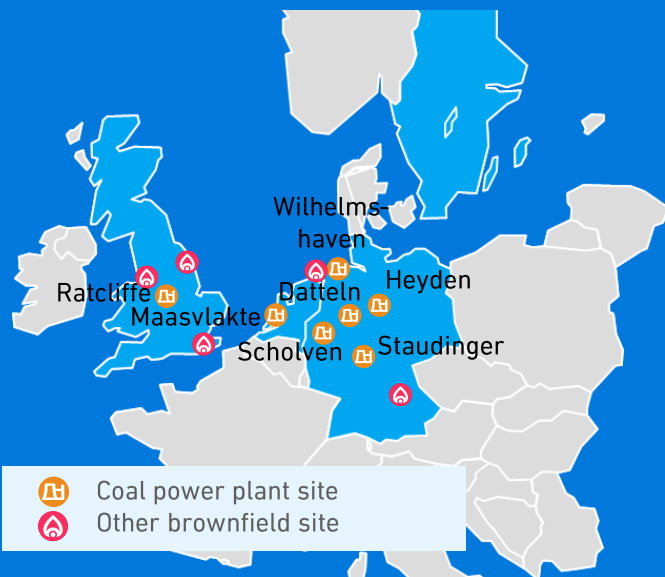 Wilhelms-
haven
Heyden
Datteln
Ratcliffe
Maasvlakte
Scholven
Staudinger
Coal power plant site
Other brownfield site